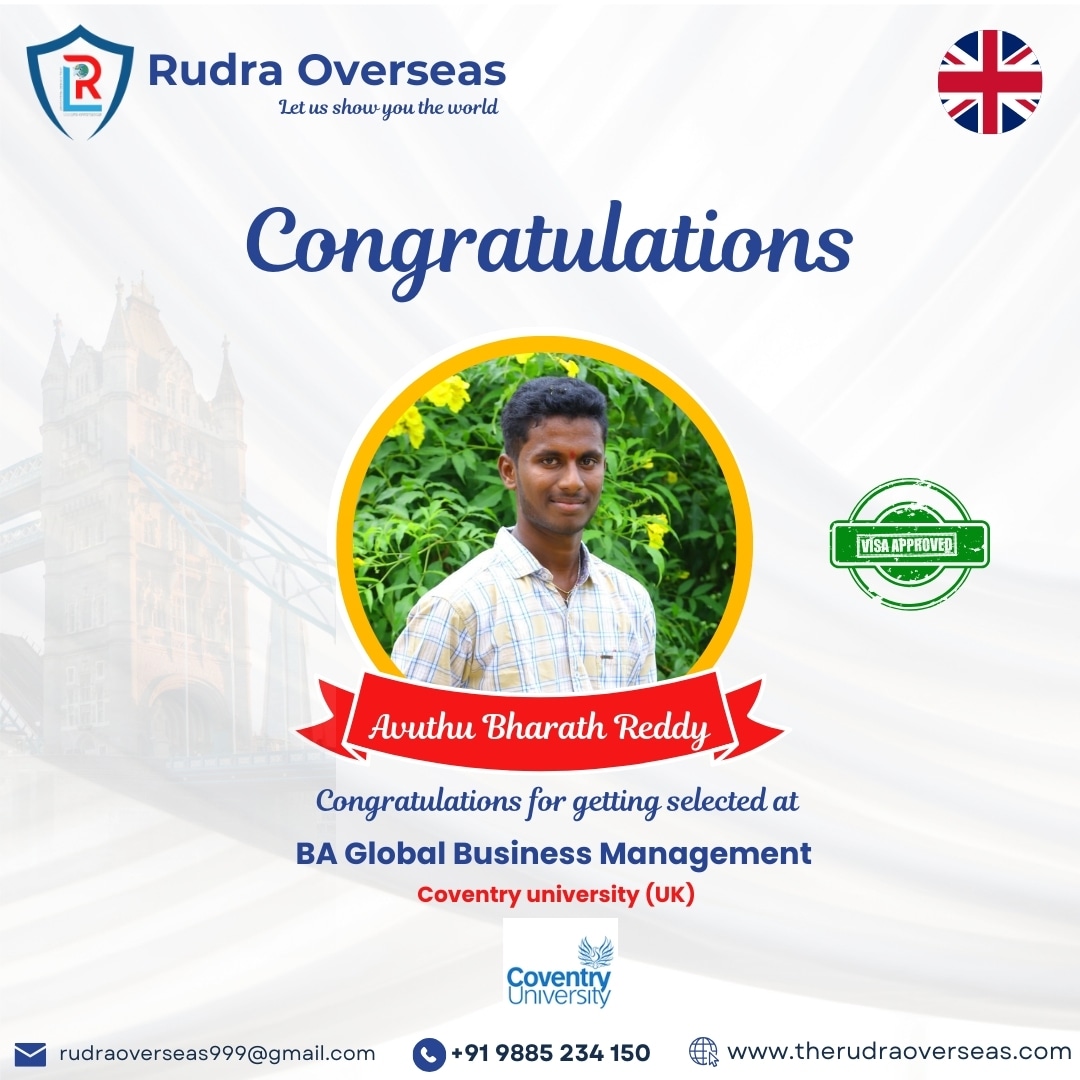 LR
Rudra Overseas
Let us show you the world
Congratulations
VISA APPROVED
Avuthu Bharath Reddy
Congratulations for getting selected at
BA Global Business Management
Coventry university (UK)
Coventry
University
rudraoverseas999@gmail.com
+91 9885 234 150
www.therudraoverseas.com